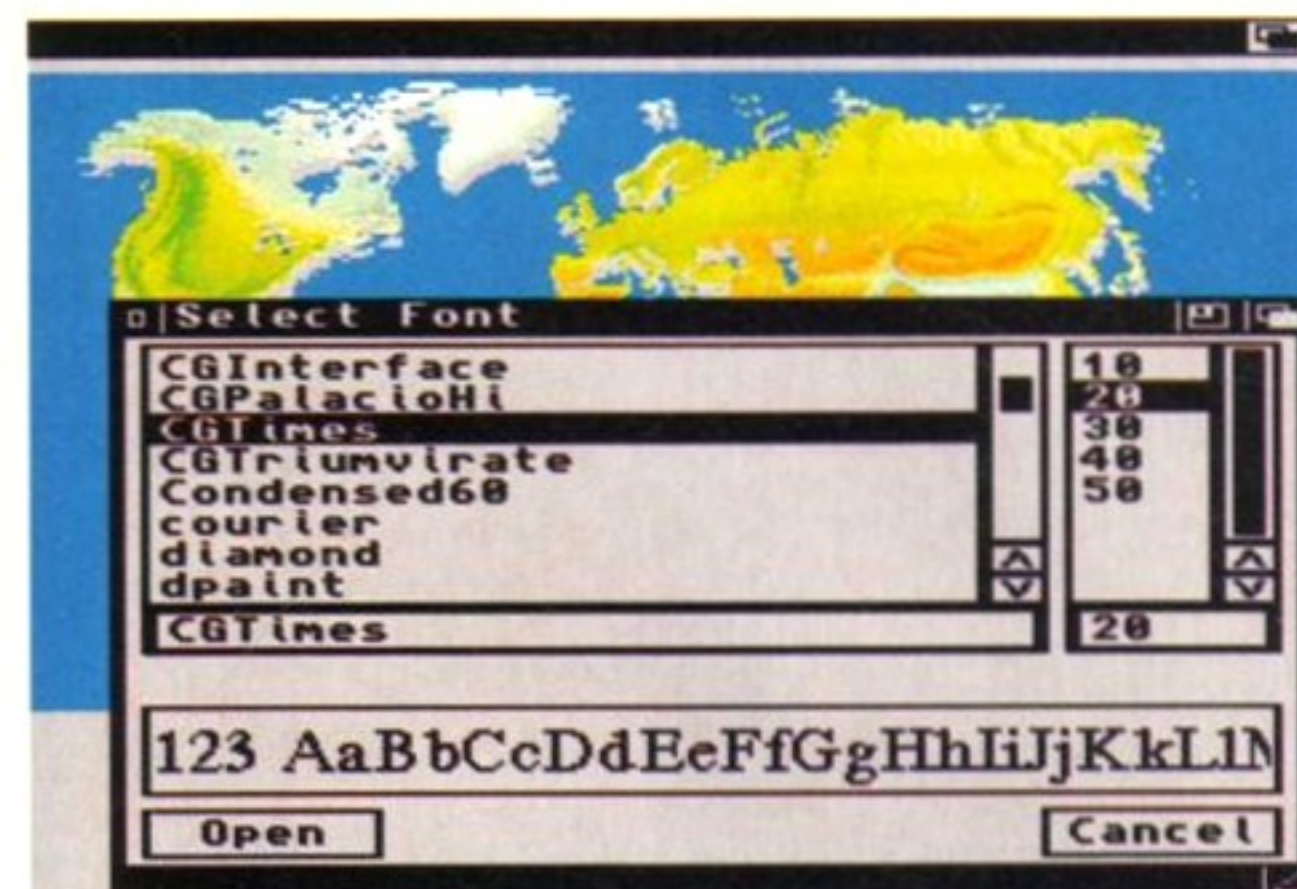 Select Font
CGInterface
CGPalacioHi
CGTimes
CGTriumvirate
Condensed60
courier
diamond
dpaint
CGTimes
10
20
30
40
50
20
123 AaBbCcDdEeFfGgHhIiJjKkLlM
Open
Cancel